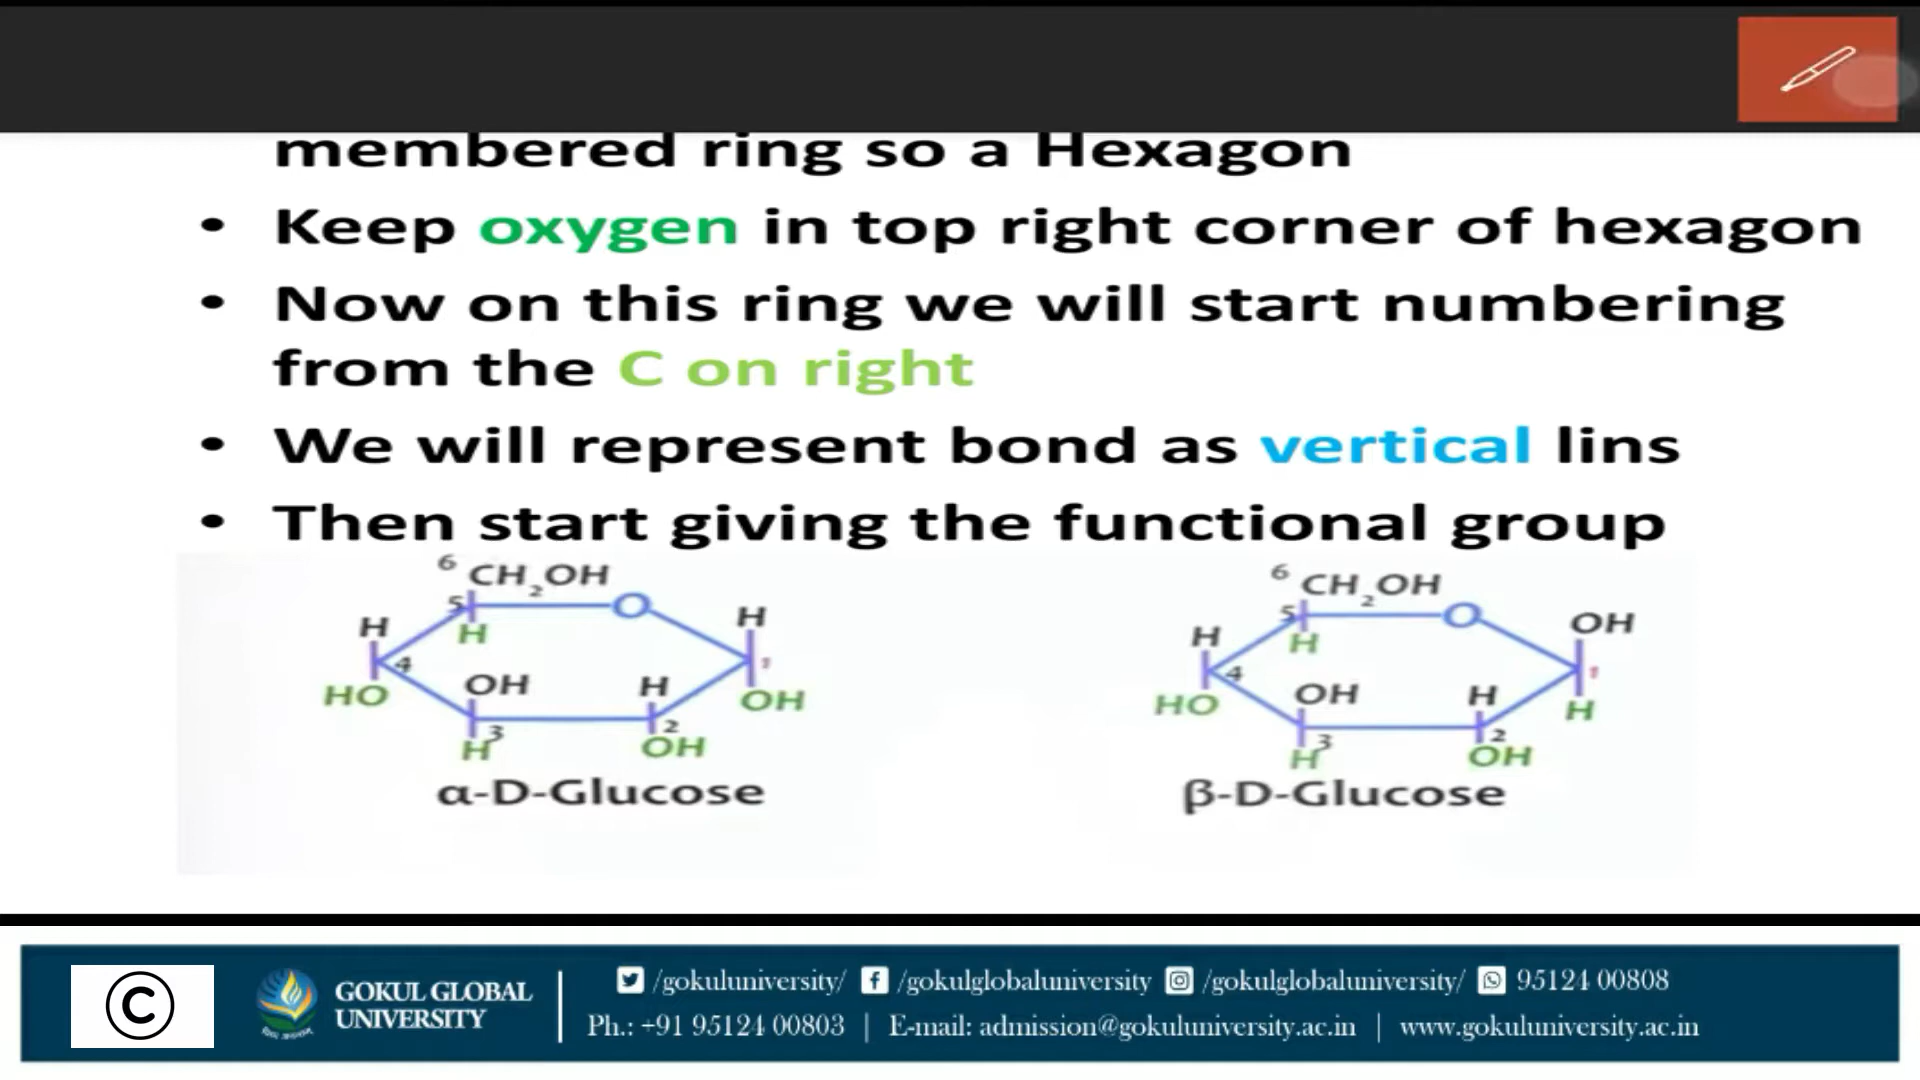 membered ring so a Hexagon
• Keep oxygen in top right corner of hexagon
• Now on this ring we will start numbering
from the C on right
• We will represent bond as vertical lins
• Then start giving the functional group
6 CH2OH
5 O H
H H
4 1
HO OH H OH
3 2
H OH
α-D-Glucose
6 CH2OH
5 O OH
H H
4 1
HO OH H H
3 2
H OH
β-D-Glucose
©
GOKUL GLOBAL
UNIVERSITY
/gokuluniversity/ /gokulglobaluniversity /gokulglobaluniversity/ 95124 00808
Ph.: +91 95124 00803 | E-mail: admission@gokuluniversity.ac.in | www.gokuluniversity.ac.in